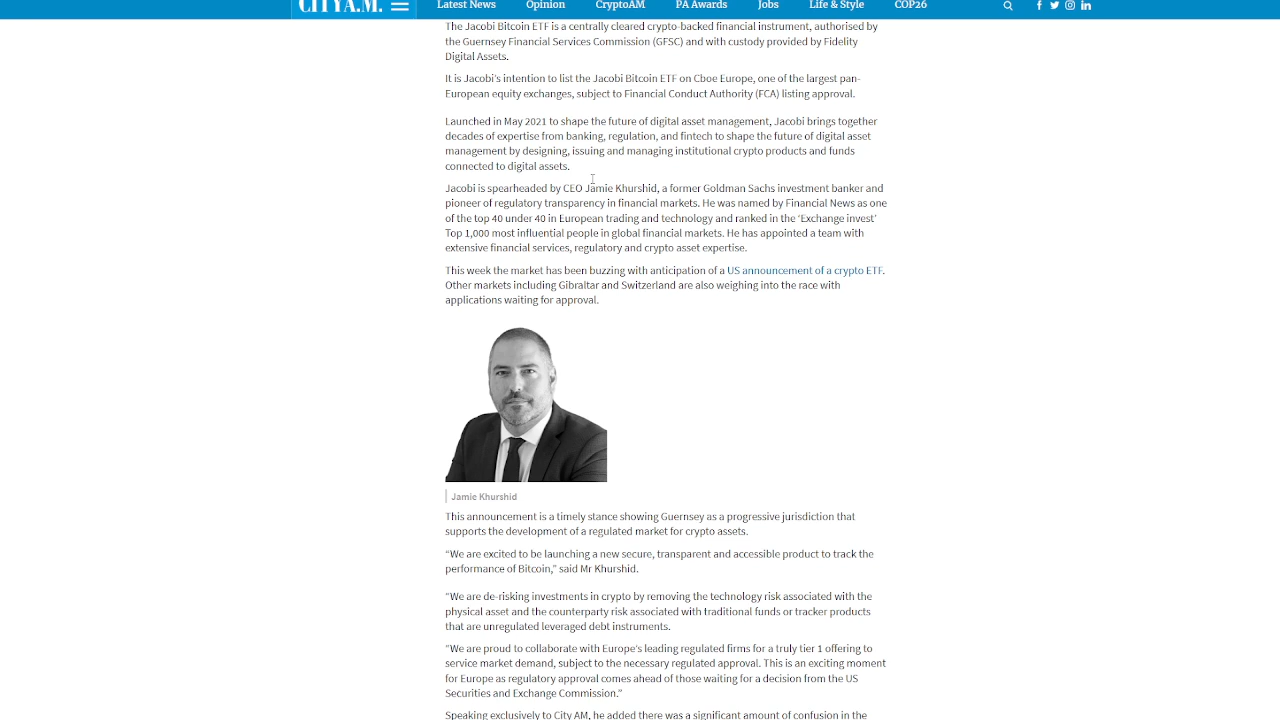 CITYA.M.
Latest News Opinion CryptoAM PA Awards Jobs Life & Style COP26
The Jacobi Bitcoin ETF is a centrally cleared crypto-backed financial instrument, authorised by
the Guernsey Financial Services Commission (GFSC) and with custody provided by Fidelity
Digital Assets.
It is Jacobi's intention to list the Jacobi Bitcoin ETF on Cboe Europe, one of the largest pan-
European equity exchanges, subject to Financial Conduct Authority (FCA) listing approval.
Launched in May 2021 to shape the future of digital asset management, Jacobi brings together
decades of expertise from banking, regulation, and fintech to shape the future of digital asset
management by designing, issuing and managing institutional crypto products and funds
connected to digital assets.
Jacobi is spearheaded by CEO Jamie Khurshid, a former Goldman Sachs investment banker and
pioneer of regulatory transparency in financial markets. He was named by Financial News as one
of the top 40 under 40 in European trading and technology and ranked in the ‘Exchange invest’
Top 1,000 most influential people in global financial markets. He has appointed a team with
extensive financial services, regulatory and crypto asset expertise.
This week the market has been buzzing with anticipation of a US announcement of a crypto ETF.
Other markets including Gibraltar and Switzerland are also weighing into the race with
applications waiting for approval.
Jamie Khurshid
This announcement is a timely stance showing Guernsey as a progressive jurisdiction that
supports the development of a regulated market for crypto assets.
“We are excited to be launching a new secure, transparent and accessible product to track the
performance of Bitcoin,” said Mr Khurshid.
“We are de-risking investments in crypto by removing the technology risk associated with the
physical asset and the counterparty risk associated with traditional funds or tracker products
that are unregulated leveraged debt instruments.
“We are proud to collaborate with Europe’s leading regulated firms for a truly tier 1 offering to
service market demand, subject to the necessary regulated approval. This is an exciting moment
for Europe as regulatory approval comes ahead of those waiting for a decision from the US
Securities and Exchange Commission.”
Speaking exclusively to City AM, he added there was a significant amount of confusion in the